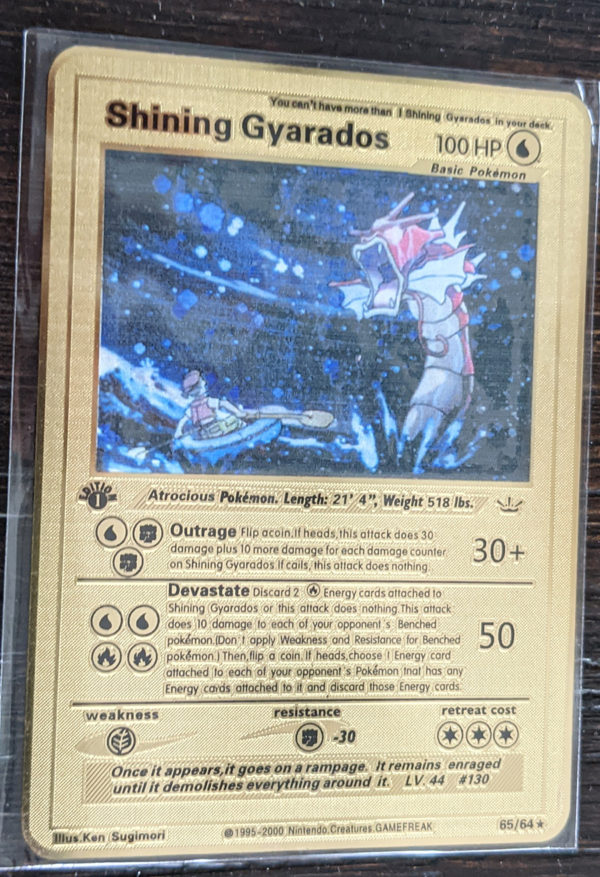 You can't have more than 1 Shining Gyarados in your deck.
Shining Gyarados
100 HP
Basic Pokémon
EDITION
1
Atrocious Pokémon. Length: 21' 4", Weight 518 lbs.
Outrage Flip acoin.If heads,this attack does 30
damage plus 10 more damage for each damage counter
on Shining Gyarados.If cails, this attack does nothing.
30+
Devastate Discard 2 Energy cards attached to
Shining Gyarados or this attack does nothing.This attack
does 10 damage to each of your opponent's Benched
pokémon.(Don't apply Weakness and Resistance for Benched
pokémon.) Then,flip a coin. If heads,choose 1 Energy card
attached to each of your opponent's Pokémon that has any
Energy cards attached to it and discard those Energy cards.
50
weakness
resistance
retreat cost
-30
Once it appears,it goes on a rampage. It remains enraged
until it demolishes everything around it. LV. 44 #130
Illus.Ken Sugimori
©1995-2000 Nintendo.Creatures.GAMEFREAK
65/64★